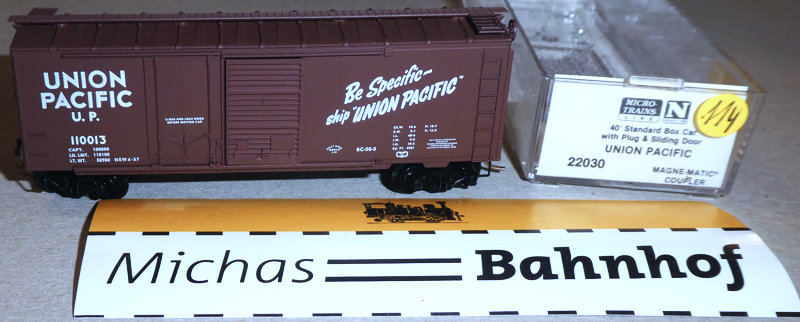 UNION
PACIFIC
U. P.
110013
CAPY. 100000
LD. LMT. 118100
LT. WT. 50900 NEW 6-57
Be Specific—
ship "UNION PACIFIC"
BC-50-3
MICRO-
TRAINS
LINE
N
114
40' Standard Box Car
with Plug & Sliding Door
UNION PACIFIC
22030
MAGNE-MATIC®
COUPLER
Michas Bahnhof